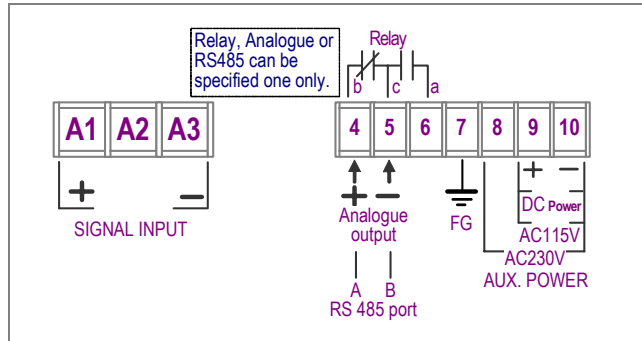 Relay, Analogue or
RS485 can be
specified one only.
Relay
b c a
A1 A2 A3
4 5 6 7 8 9 10
+ −
SIGNAL INPUT
+ −
Analogue
output
A B
RS 485 port
FG
+ −
DC Power
AC115V
AC230V
AUX. POWER